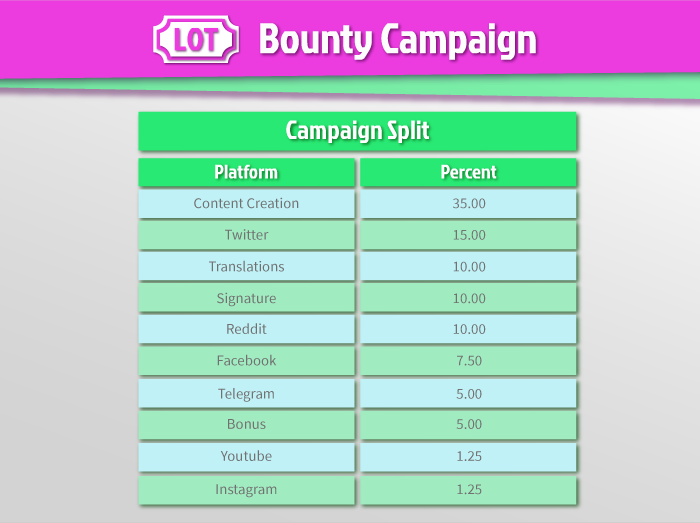 LOT Bounty Campaign
Campaign Split
Platform Percent
Content Creation 35.00
Twitter 15.00
Translations 10.00
Signature 10.00
Reddit 10.00
Facebook 7.50
Telegram 5.00
Bonus 5.00
Youtube 1.25
Instagram 1.25